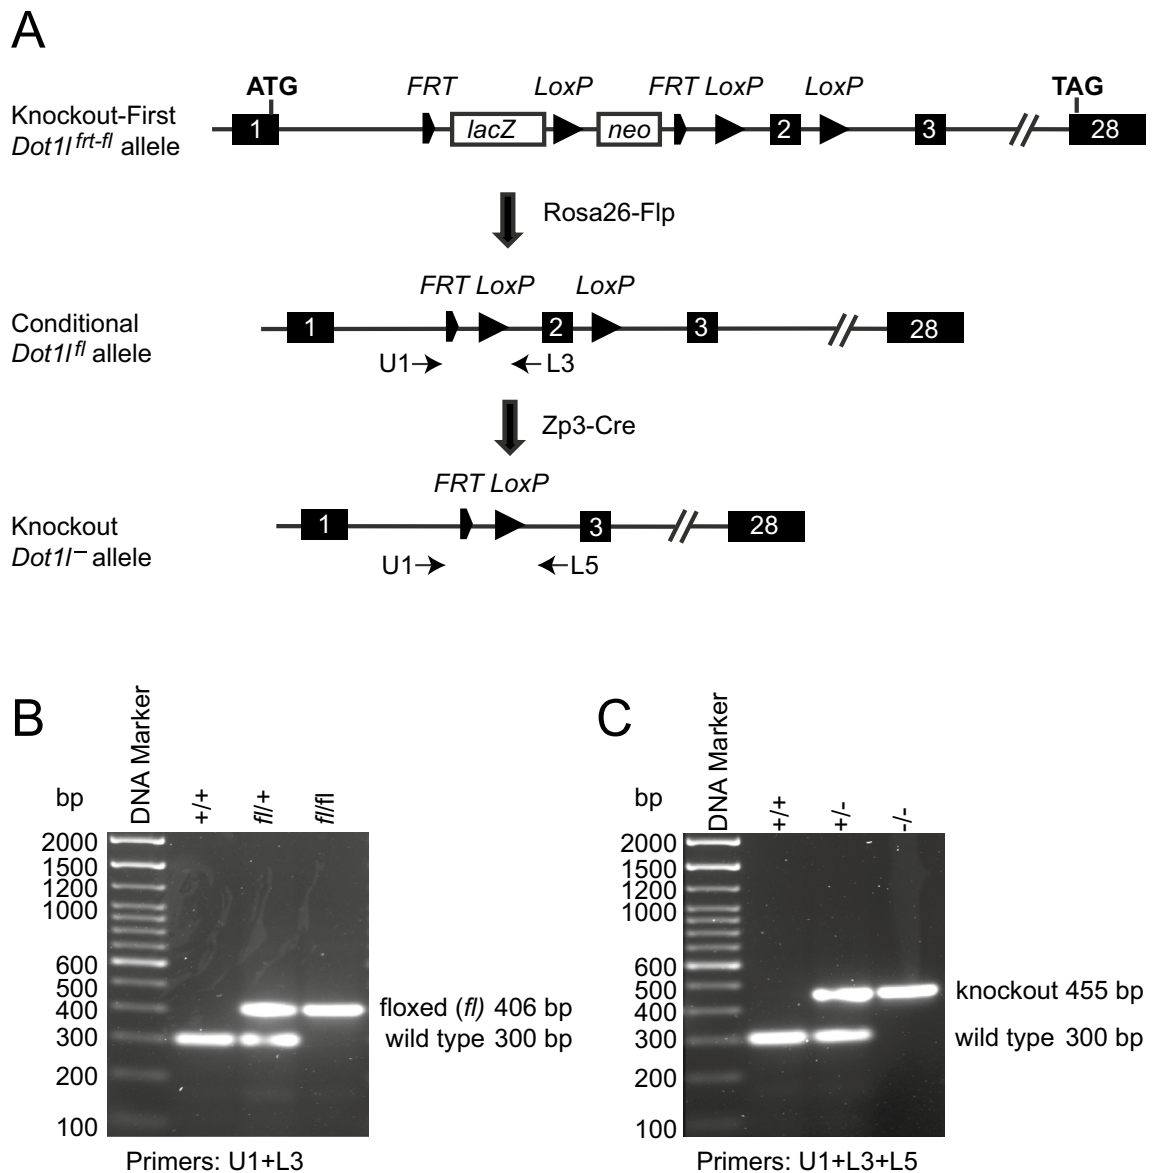 A
ATG FRT LoxP FRT LoxP LoxP TAG
Knockout-First
Dot1l frt-fl allele
1 lacZ neo 2 3 28
Rosa26-Flp
FRT LoxP LoxP
Conditional
Dot1l fl allele
1 2 3 28
U1 L3
Zp3-Cre
FRT LoxP
Knockout
Dot1l – allele
1 3 28
U1 L5
B
bp
DNA Marker
+/+
fl/+
fl/fl
2000
1500
1200
1000
600
500
400
300
200
100
floxed (fl) 406 bp
wild type 300 bp
Primers: U1+L3
C
bp
DNA Marker
+/+
+/-
-/-
2000
1500
1200
1000
600
500
400
300
200
100
knockout 455 bp
wild type 300 bp
Primers: U1+L3+L5